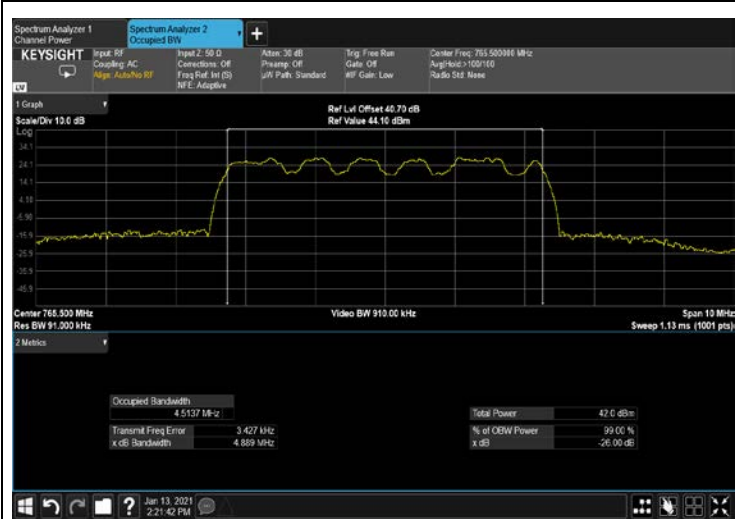 Spectrum Analyzer 1
Channel Power
Spectrum Analyzer 2
Occupied BW
+
KEYSIGHT
Input: RF
Coupling: AC
Align: Auto/No RF
Input Z: 50 Ω
Corrections: Off
Freq Ref: Int (S)
NFE: Adaptive
Atten: 30 dB
Preamp: Off
µW Path: Standard
Trig: Free Run
Gate: Off
#IF Gain: Low
Center Freq: 765.500000 MHz
Avg|Hold:>100/100
Radio Std: None
LXI
1 Graph
Scale/Div 10.0 dB
Ref Lvl Offset 40.70 dB
Ref Value 44.10 dBm
Log
34.1
24.1
14.1
4.10
-5.90
-15.9
-25.9
-35.9
-45.9
Center 765.500 MHz
Res BW 91.000 kHz
Video BW 910.00 kHz
Span 10 MHz
Sweep 1.13 ms (1001 pts)
2 Metrics
Occupied Bandwidth
4.5137 MHz
Transmit Freq Error 3.427 kHz
x dB Bandwidth 4.889 MHz
Total Power 42.0 dBm
% of OBW Power 99.00 %
x dB -26.00 dB
?
Jan 13, 2021
2:21:42 PM